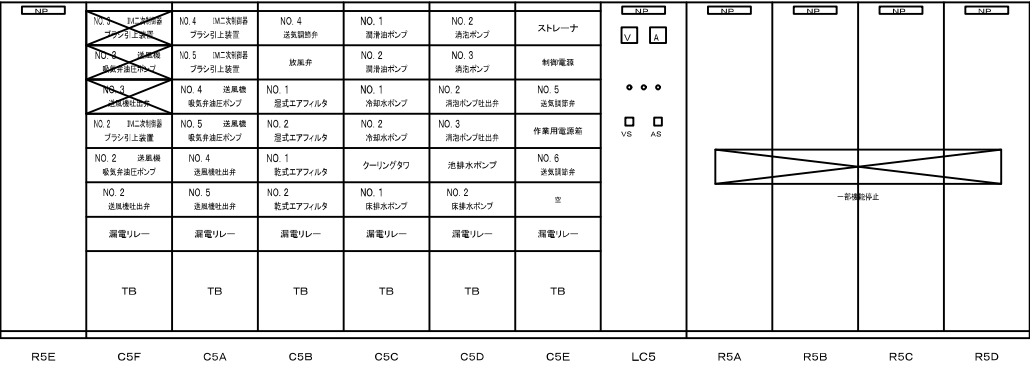 NP
NP
NP
NP
NP
NP
NO. 3 IM二次制御器
ブラシ引上装置
NO. 4 IM二次制御器
ブラシ引上装置
NO. 4
送気調節弁
NO. 1
潤滑油ポンプ
NO. 2
消泡ポンプ
ストレーナ
V A
NO. 3 送風機
吸気弁油圧ポンプ
NO. 5 IM二次制御器
ブラシ引上装置
放風弁
NO. 2
潤滑油ポンプ
NO. 3
消泡ポンプ
制御電源
NO. 3
送風機吐出弁
NO. 4 送風機
吸気弁油圧ポンプ
NO. 1
湿式エアフィルタ
NO. 1
冷却水ポンプ
NO. 2
消泡ポンプ吐出弁
NO. 5
送気調節弁
NO. 2 IM二次制御器
ブラシ引上装置
NO. 5 送風機
吸気弁油圧ポンプ
NO. 2
湿式エアフィルタ
NO. 2
冷却水ポンプ
NO. 3
消泡ポンプ吐出弁
作業用電源箱
VS AS
NO. 2 送風機
吸気弁油圧ポンプ
NO. 4
送風機吐出弁
NO. 1
乾式エアフィルタ
クーリングタワ
池排水ポンプ
NO. 6
送気調節弁
NO. 2
送風機吐出弁
NO. 5
送風機吐出弁
NO. 2
乾式エアフィルタ
NO. 1
床排水ポンプ
NO. 2
床排水ポンプ
空
一部機能停止
漏電リレー
漏電リレー
漏電リレー
漏電リレー
漏電リレー
漏電リレー
TB
TB
TB
TB
TB
TB
R5E
C5F
C5A
C5B
C5C
C5D
C5E
LC5
R5A
R5B
R5C
R5D